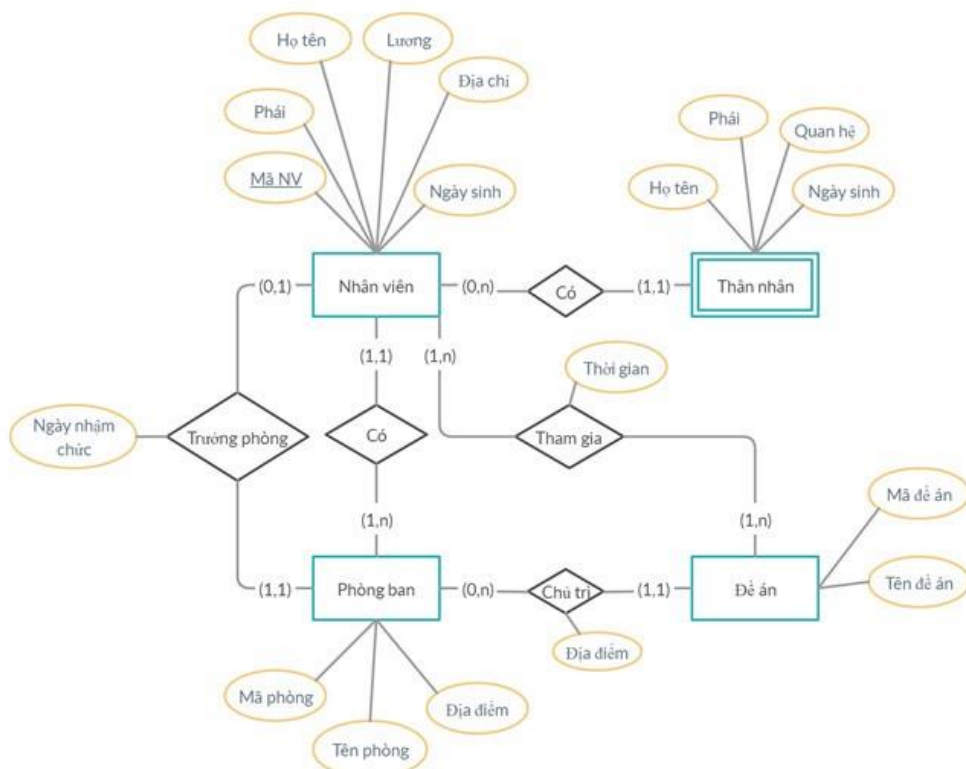 Họ tên
Lương
Địa chỉ
Phái
Mã NV
Ngày sinh
Phái
Quan hệ
Họ tên
Ngày sinh
(0,1)
Nhân viên
(0,n)
Có
(1,1)
Thân nhân
(1,1)
(1,n)
Thời gian
Ngày nhậm
chức
Trưởng phòng
Có
Tham gia
Mã đề án
(1,n)
(1,n)
Tên đề án
(1,1)
Phòng ban
(0,n)
Chủ trì
(1,1)
Đề án
Địa điểm
Mã phòng
Địa điểm
Tên phòng